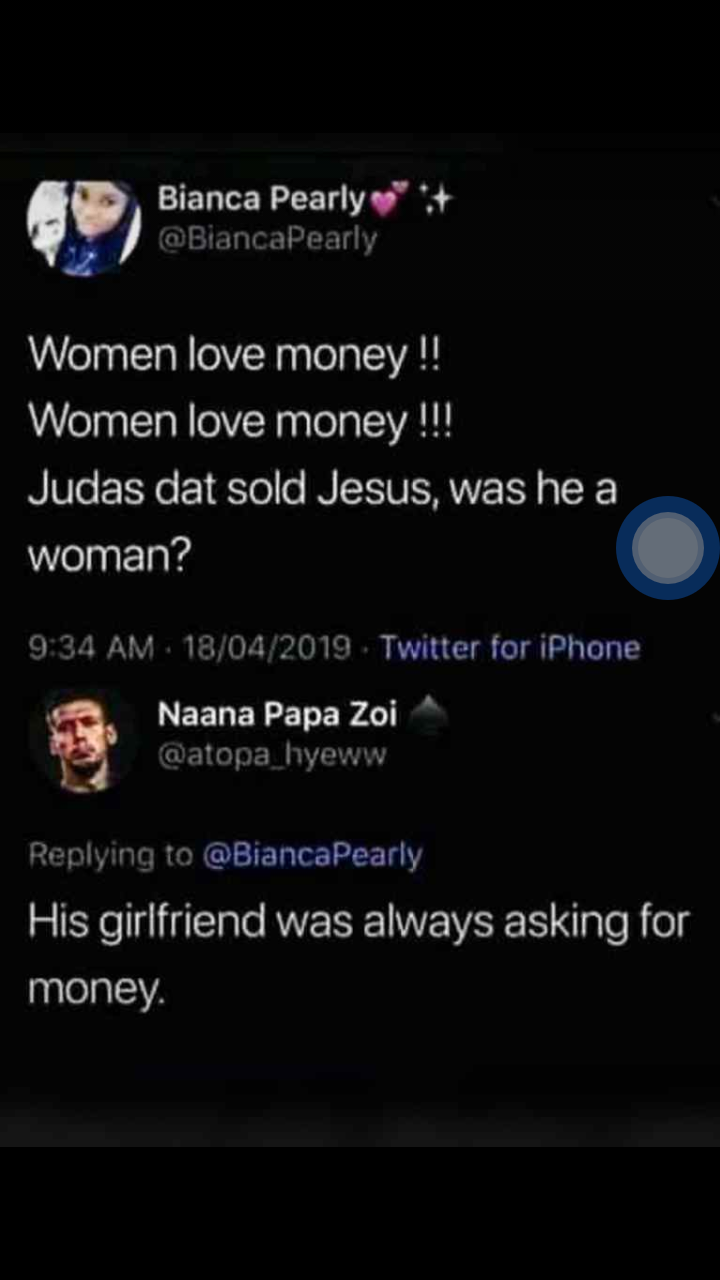 Bianca Pearly💕 ✨
@BiancaPearly
Women love money !!
Women love money !!!
Judas dat sold Jesus, was he a
woman?
9:34 AM · 18/04/2019 · Twitter for iPhone
Naana Papa Zoi ♠
@atopa_hyeww
Replying to @BiancaPearly
His girlfriend was always asking for
money.